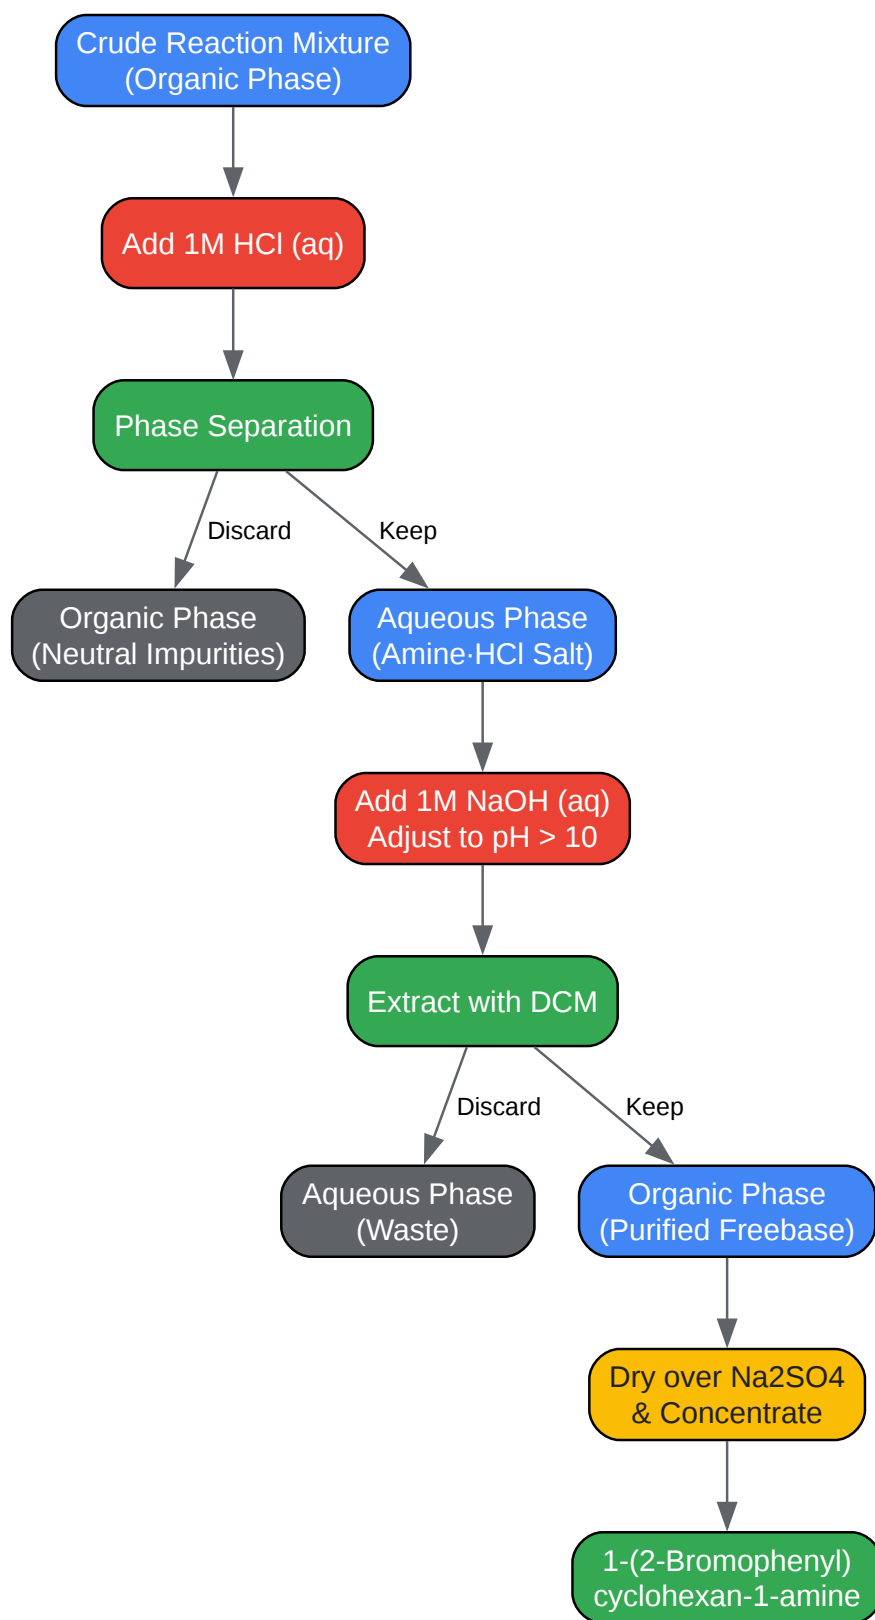 Crude Reaction Mixture
(Organic Phase)
Add 1M HCl (aq)
Phase Separation
Discard
Keep
Organic Phase
(Neutral Impurities)
Aqueous Phase
(Amine·HCl Salt)
Add 1M NaOH (aq)
Adjust to pH > 10
Extract with DCM
Discard
Keep
Aqueous Phase
(Waste)
Organic Phase
(Purified Freebase)
Dry over Na2SO4
& Concentrate
1-(2-Bromophenyl)
cyclohexan-1-amine